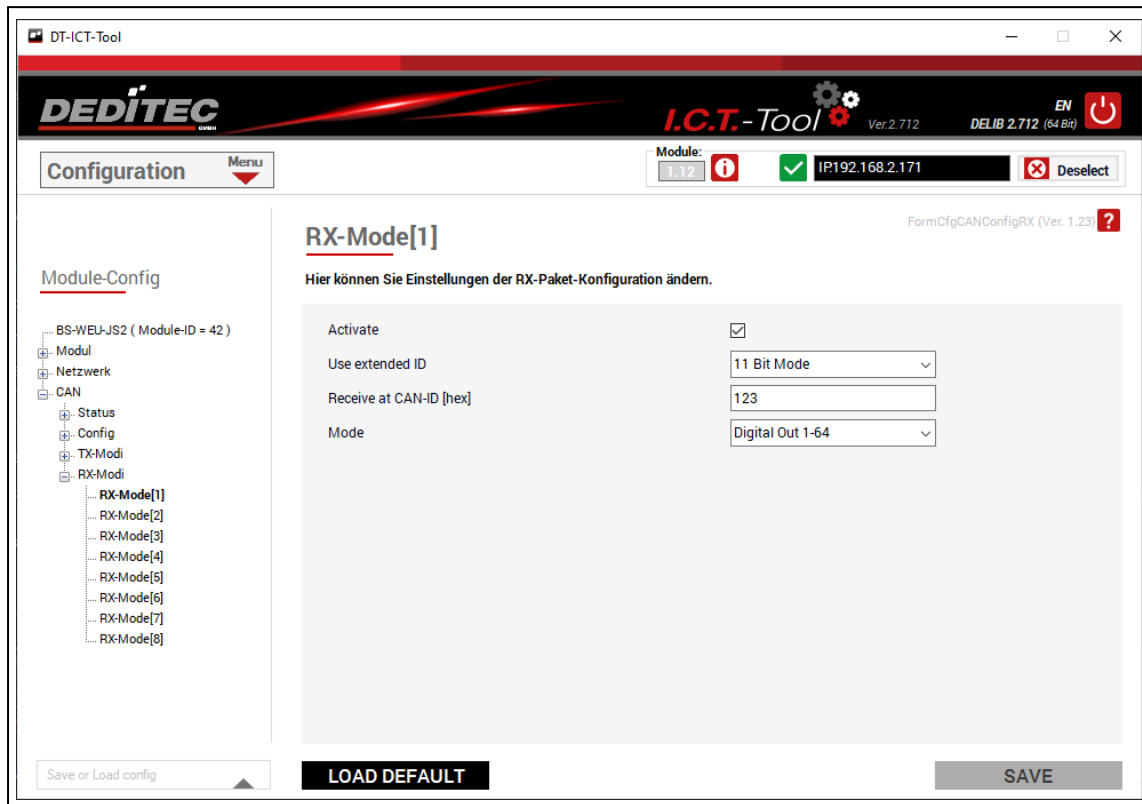 DT-ICT-Tool
DEDITEC
GMBH
I.C.T.-Tool
Ver.2.712
EN
DELIB 2.712 (64 Bit)
Configuration
Menu
Module:
1.12
IP.192.168.2.171
Deselect
RX-Mode[1]
FormCfgCANConfigRX (Ver. 1.23)
?
Module-Config
Hier können Sie Einstellungen der RX-Paket-Konfiguration ändern.
BS-WEU-JS2 ( Module-ID = 42 )
Modul
Netzwerk
CAN
Status
Config
TX-Modi
RX-Modi
RX-Mode[1]
RX-Mode[2]
RX-Mode[3]
RX-Mode[4]
RX-Mode[5]
RX-Mode[6]
RX-Mode[7]
RX-Mode[8]
Activate
Use extended ID
11 Bit Mode
Receive at CAN-ID [hex]
123
Mode
Digital Out 1-64
Save or Load config
LOAD DEFAULT
SAVE